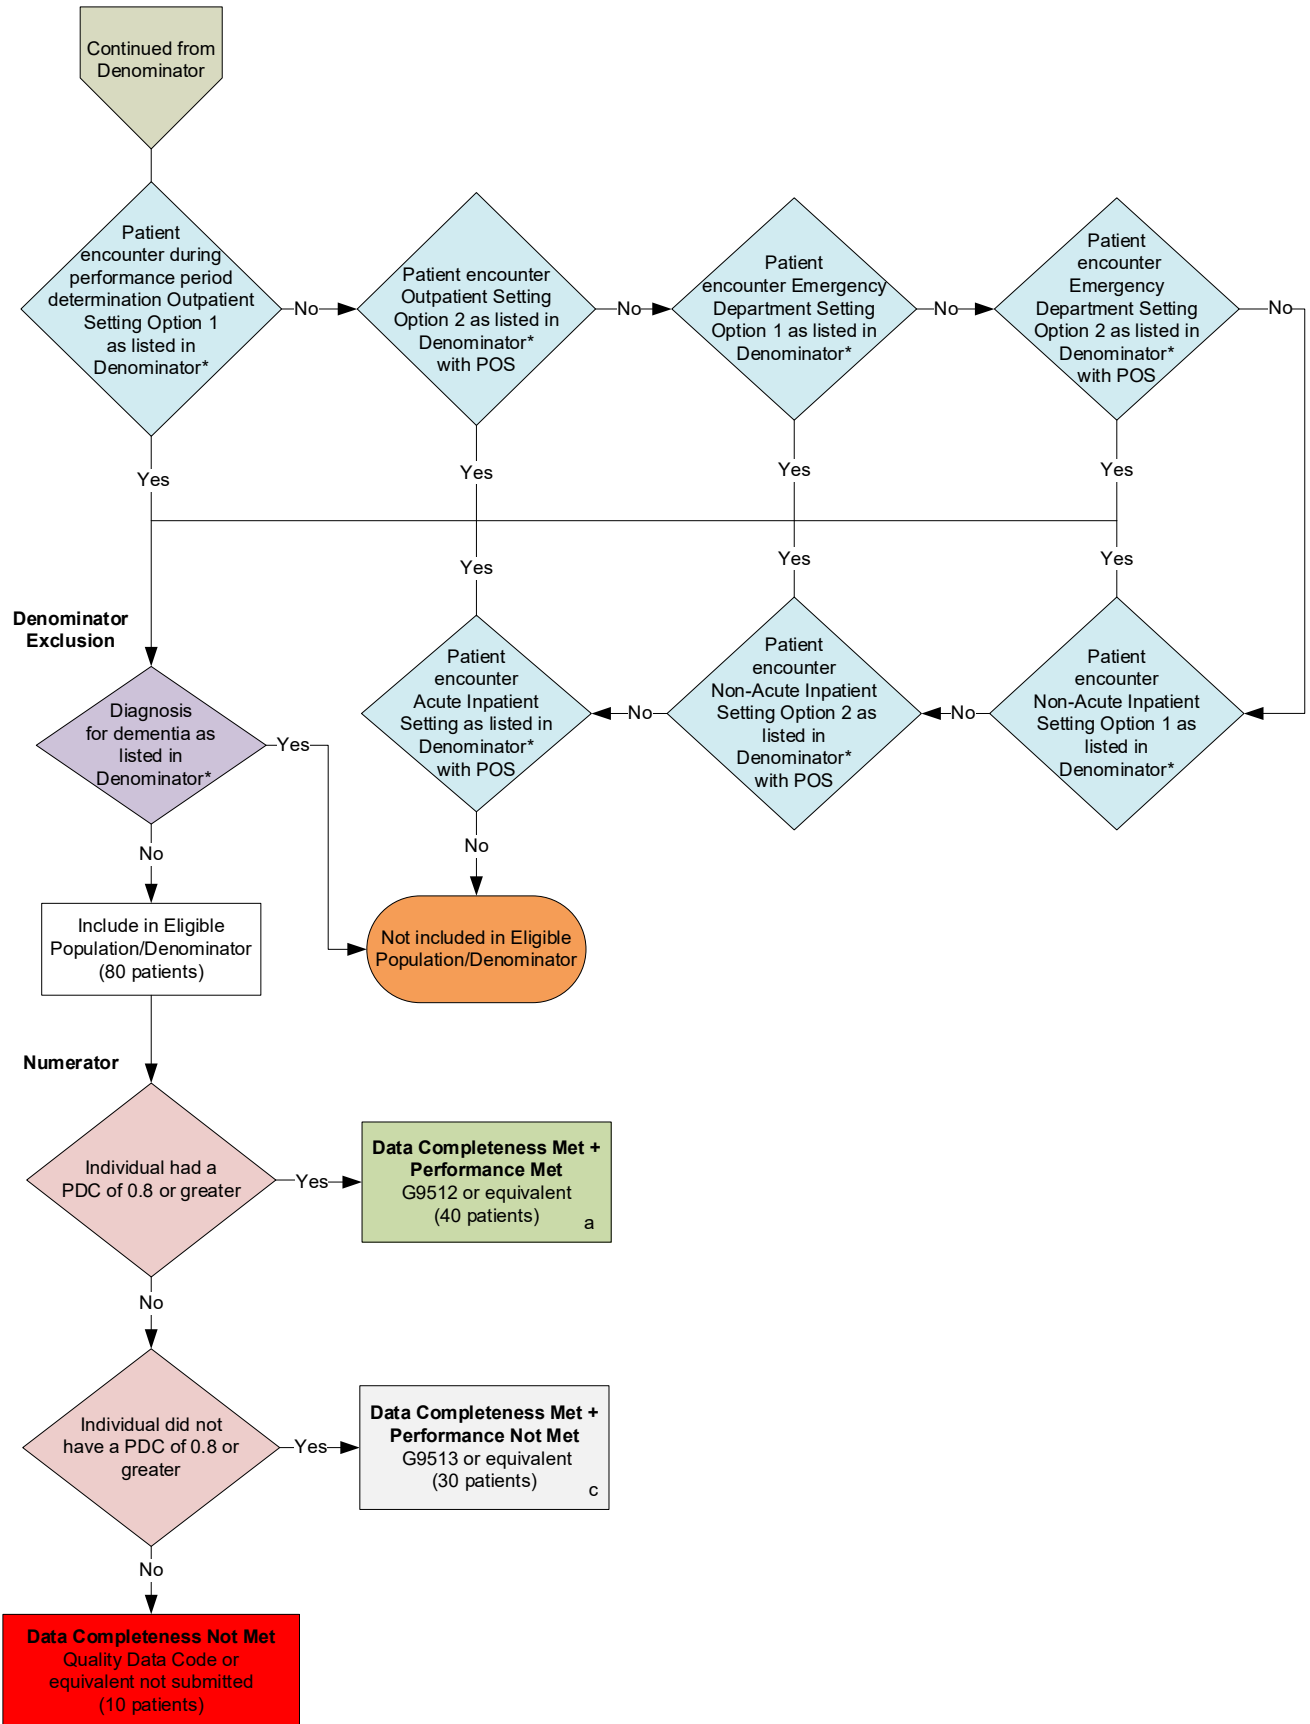 Continued from
Denominator
Patient
encounter during
performance period
determination Outpatient
Setting Option 1
as listed in
Denominator*
No
Patient encounter
Outpatient Setting
Option 2 as listed in
Denominator*
with POS
No
Patient
encounter Emergency
Department Setting
Option 1 as listed in
Denominator*
No
Patient
encounter
Emergency
Department Setting
Option 2 as listed in
Denominator*
with POS
No
Yes
Yes
Yes
Yes
Yes
Yes
Yes
Patient
encounter
Non-Acute Inpatient
Setting Option 1 as
listed in
Denominator*
No
Patient
encounter
Non-Acute Inpatient
Setting Option 2 as
listed in
Denominator*
with POS
No
Patient
encounter
Acute Inpatient
Setting as listed in
Denominator*
with POS
No
Not included in Eligible
Population/Denominator
Denominator
Exclusion
Diagnosis
for dementia as
listed in
Denominator*
Yes
No
Include in Eligible
Population/Denominator
(80 patients)
Numerator
Individual had a
PDC of 0.8 or greater
Yes
Data Completeness Met +
Performance Met
G9512 or equivalent
(40 patients)
a
No
Individual did not
have a PDC of 0.8 or
greater
Yes
Data Completeness Met +
Performance Not Met
G9513 or equivalent
(30 patients)
c
No
Data Completeness Not Met
Quality Data Code or
equivalent not submitted
(10 patients)